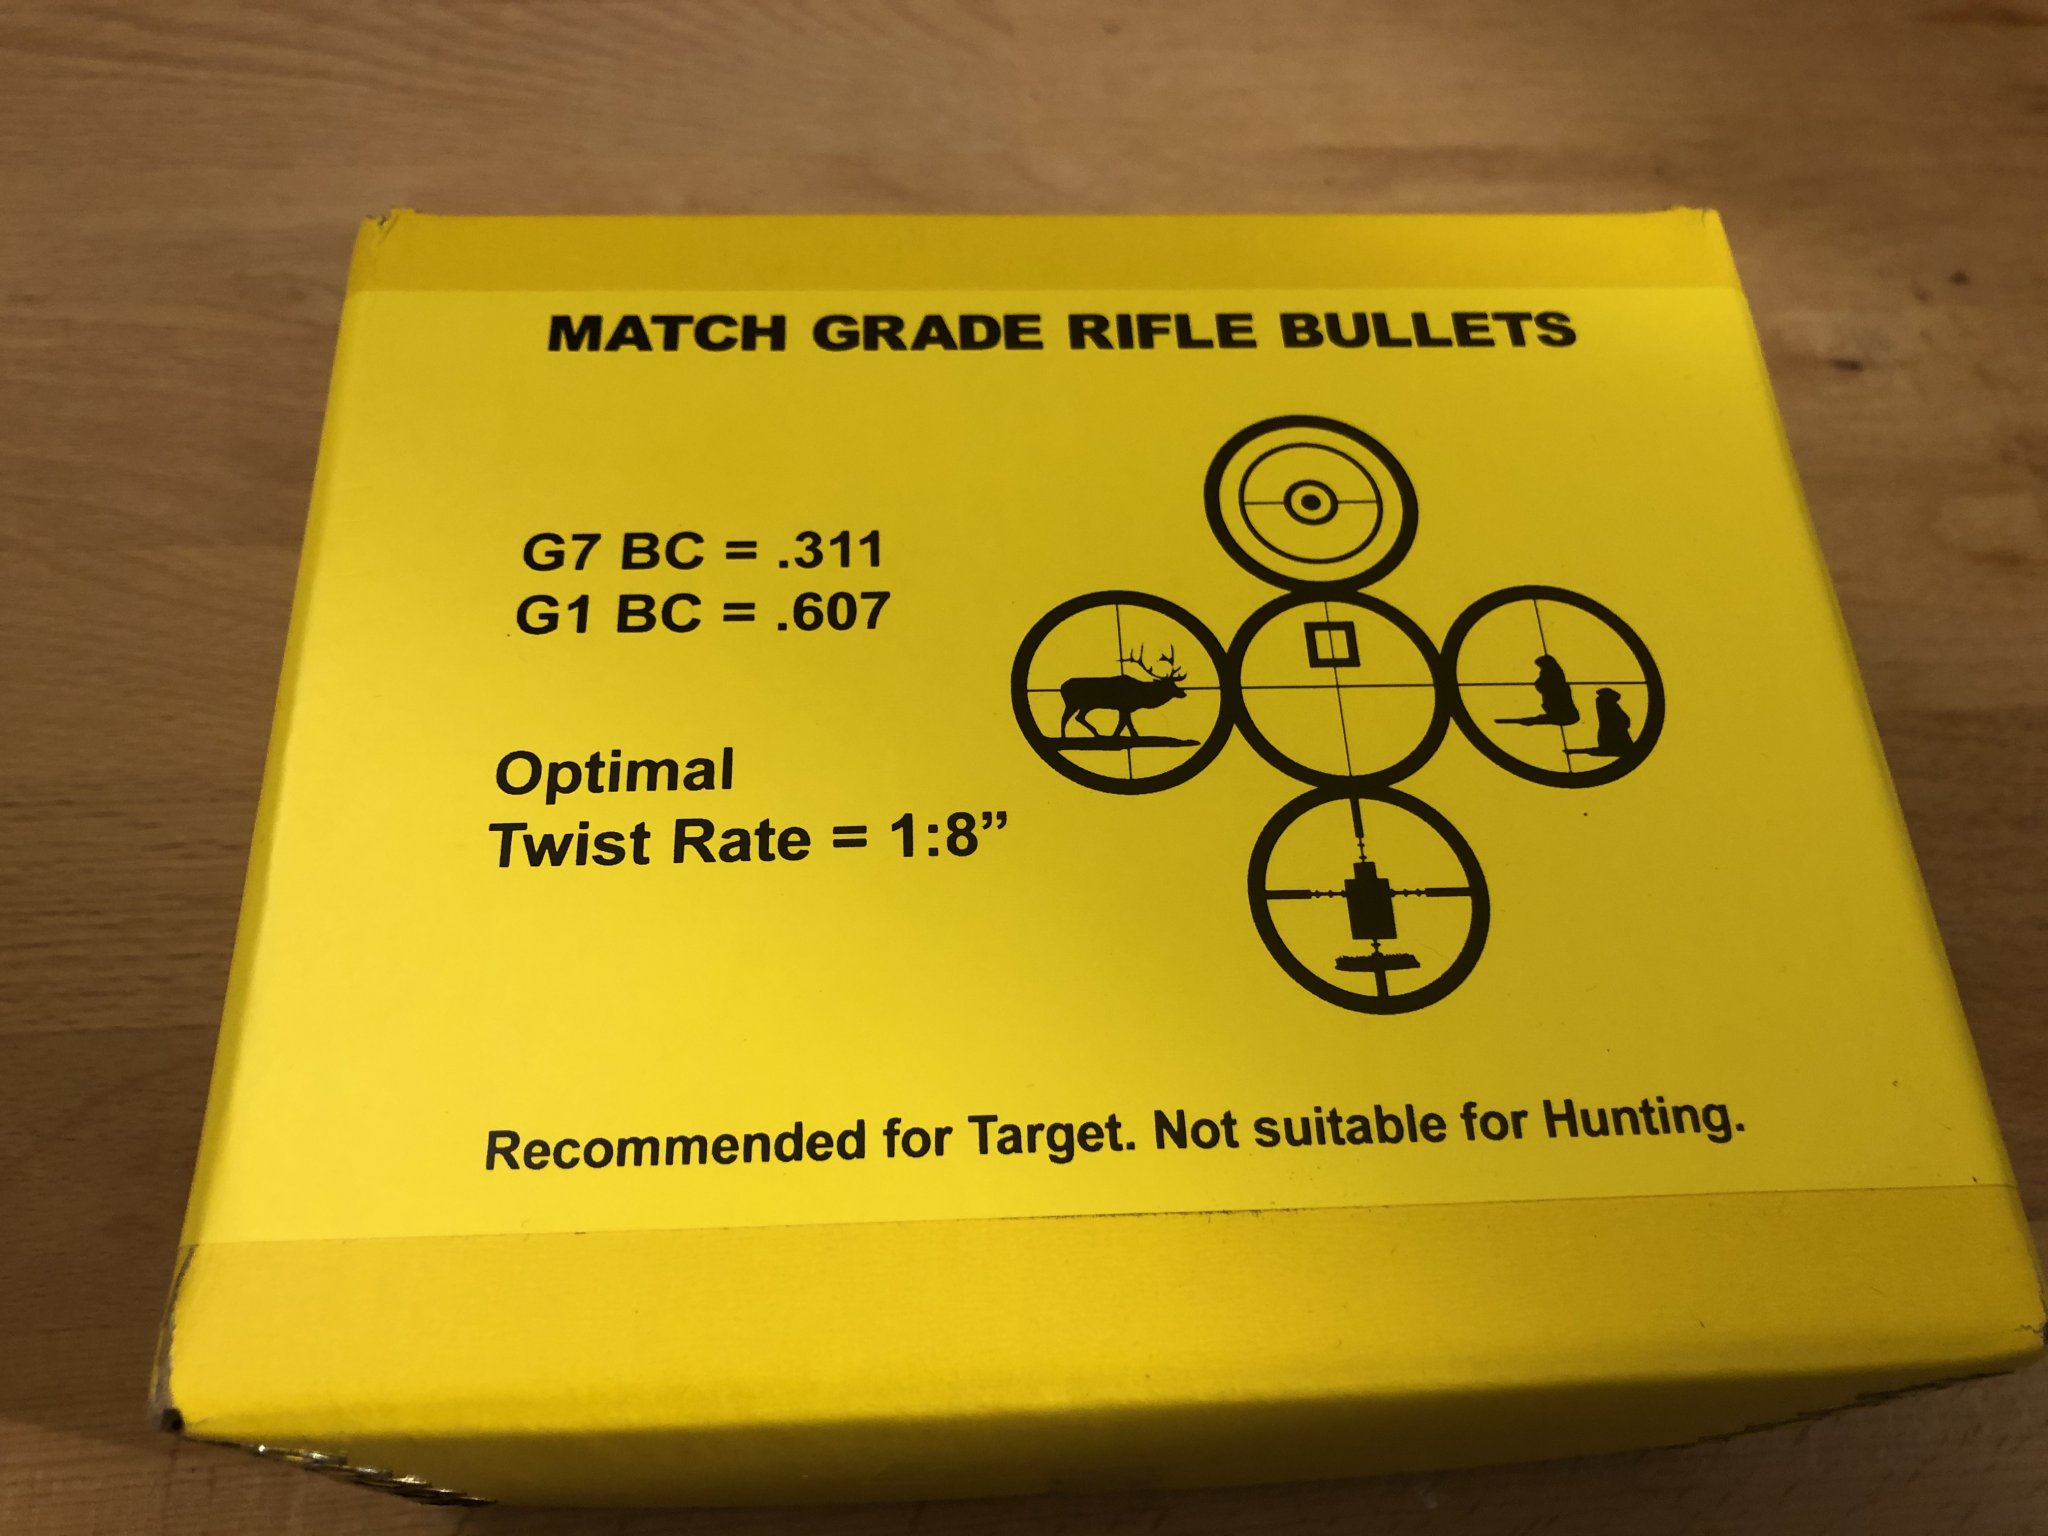 MATCH GRADE RIFLE BULLETS
G7 BC = .311
G1 BC = .607
Optimal
Twist Rate = 1:8”
Recommended for Target. Not suitable for Hunting.